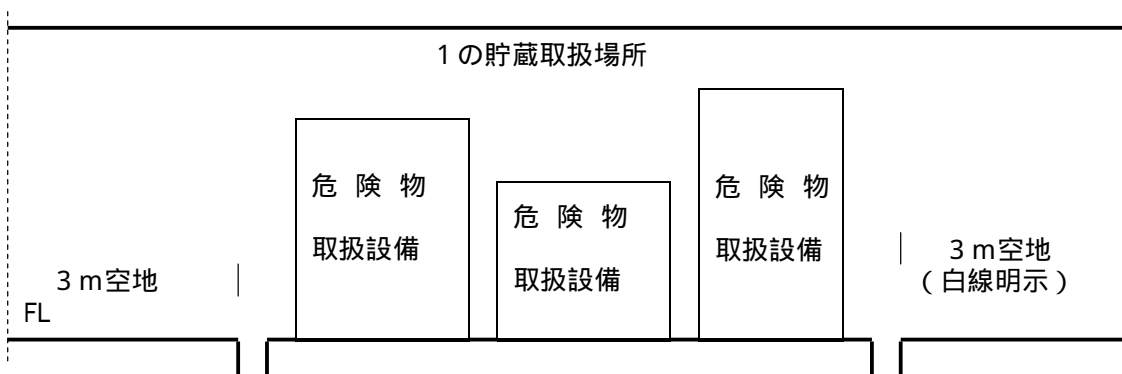 1の貯蔵取扱場所
危険物
取扱設備
危険物
取扱設備
危険物
取扱設備
3m空地
FL
3m空地
(白線明示)